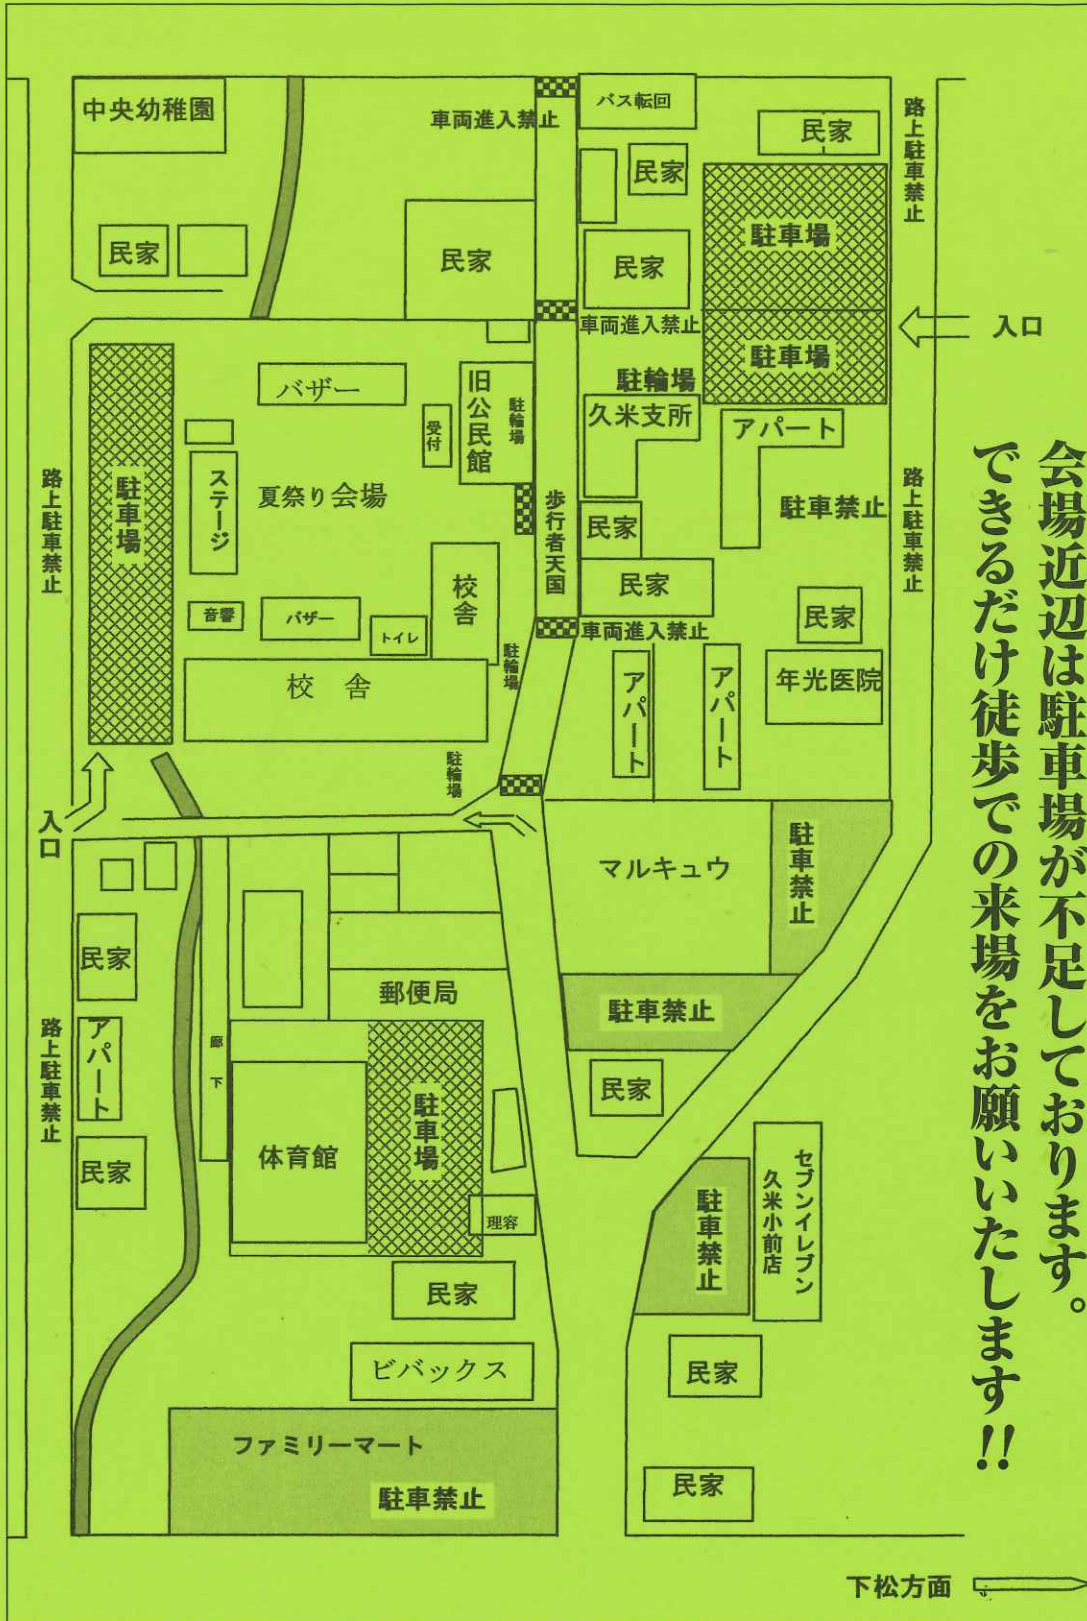 会場近辺は駐車場が不足しております。
できるだけ徒歩での来場をお願いいたします!!
中央幼稚園
車両進入禁止
バス転回
民家
路上駐車禁止
民家
駐車場
民家
民家
民家
車両進入禁止
駐車場
入口
駐輪場
バザー
旧公民館
駐輪場
受付
久米支所
アパート
路上駐車禁止
駐車場
ステージ
夏祭り会場
歩行者天国
民家
駐車禁止
路上駐車禁止
校舎
民家
民家
音響
バザー
トイレ
車両進入禁止
駐輪場
校 舎
アパート
アパート
年光医院
駐輪場
入口
マルキュウ
駐車禁止
民家
郵便局
駐車禁止
路上駐車禁止
アパート
廊下
民家
体育館
駐車場
民家
理容
駐車禁止
セブンイレブン
久米小前店
民家
ビバックス
民家
ファミリーマート
駐車禁止
民家
下松方面